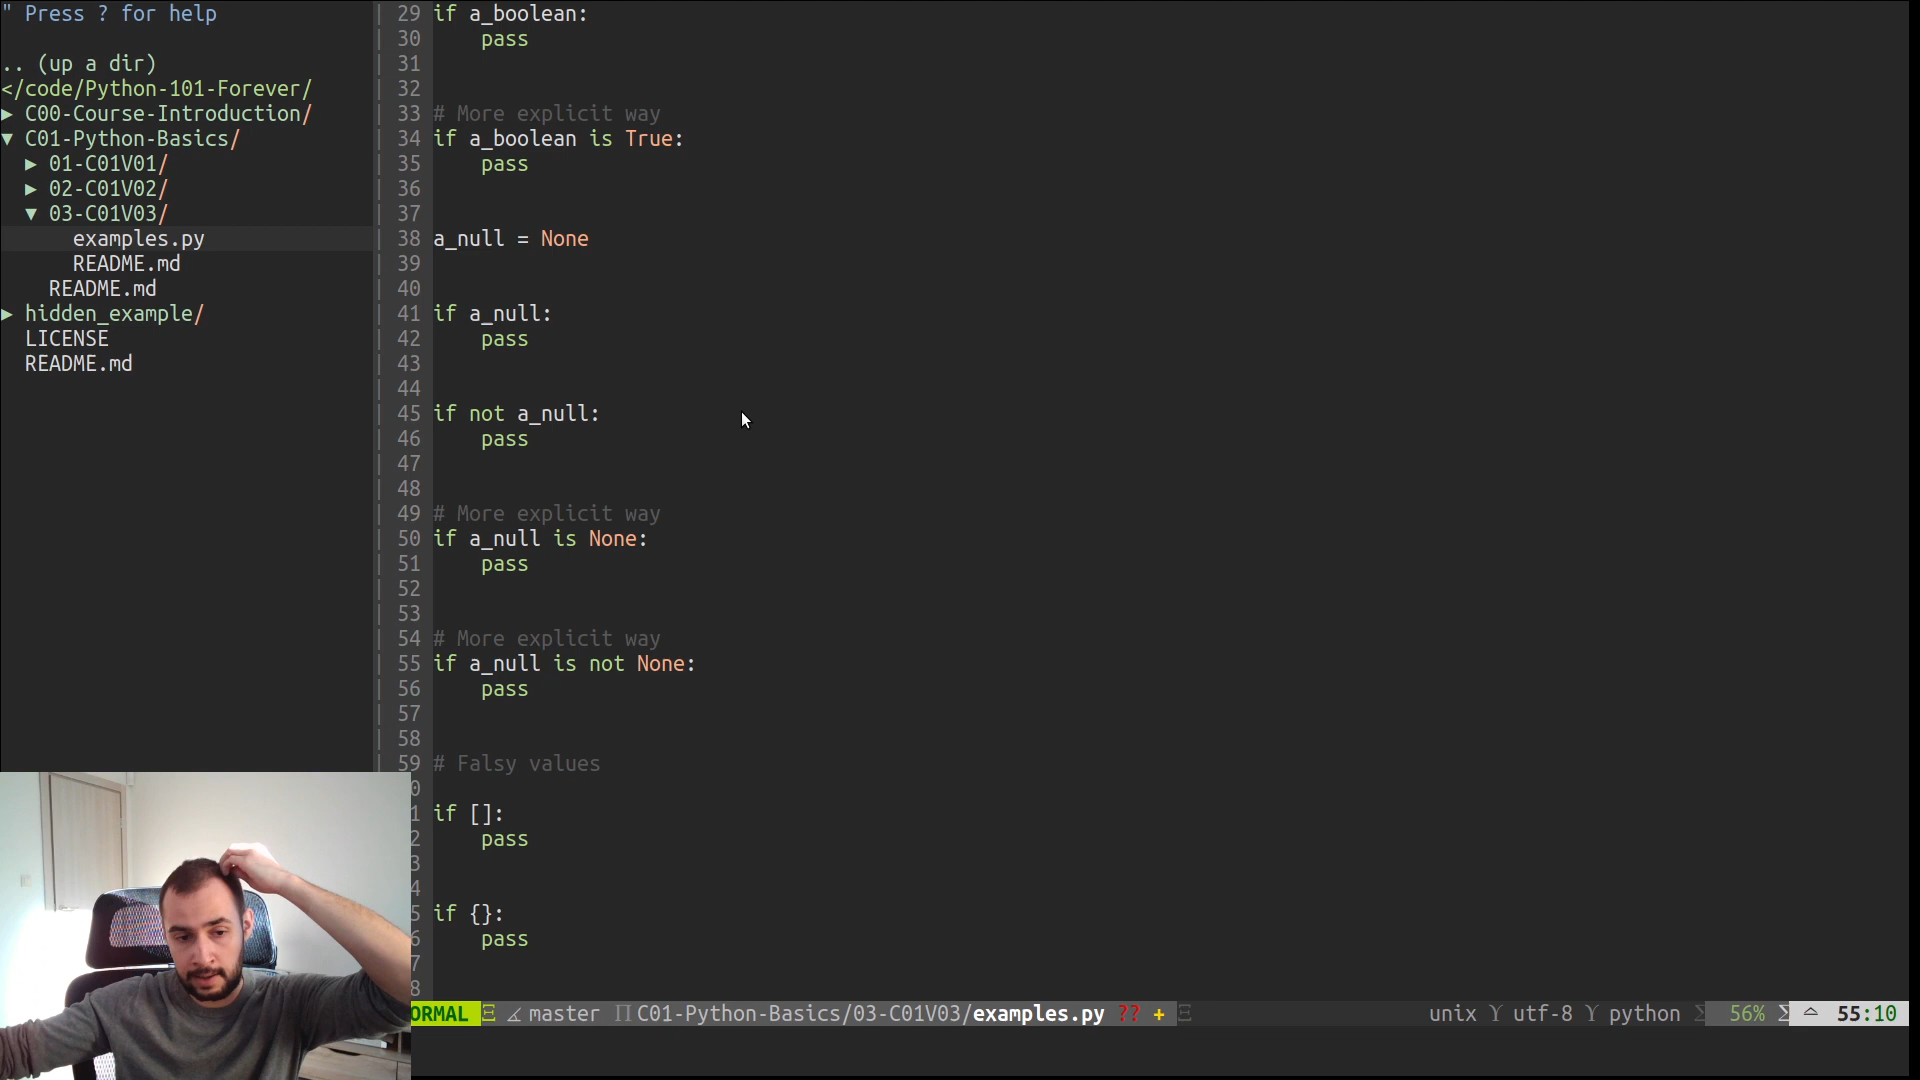 " Press ? for help
.. (up a dir)
</code/Python-101-Forever/
▶ C00-Course-Introduction/
▼ C01-Python-Basics/
▶ 01-C01V01/
▶ 02-C01V02/
▼ 03-C01V03/
examples.py
README.md
README.md
▶ hidden_example/
LICENSE
README.md
29 if a_boolean:
30 pass
31
32
33 # More explicit way
34 if a_boolean is True:
35 pass
36
37
38 a_null = None
39
40
41 if a_null:
42 pass
43
44
45 if not a_null:
46 pass
47
48
49 # More explicit way
50 if a_null is None:
51 pass
52
53
54 # More explicit way
55 if a_null is not None:
56 pass
57
58
59 # Falsy values
0
1 if []:
2 pass
3
4
5 if {}:
6 pass
7
8
ORMAL master C01-Python-Basics/03-C01V03/examples.py ?? + unix utf-8 python 56% 55:10